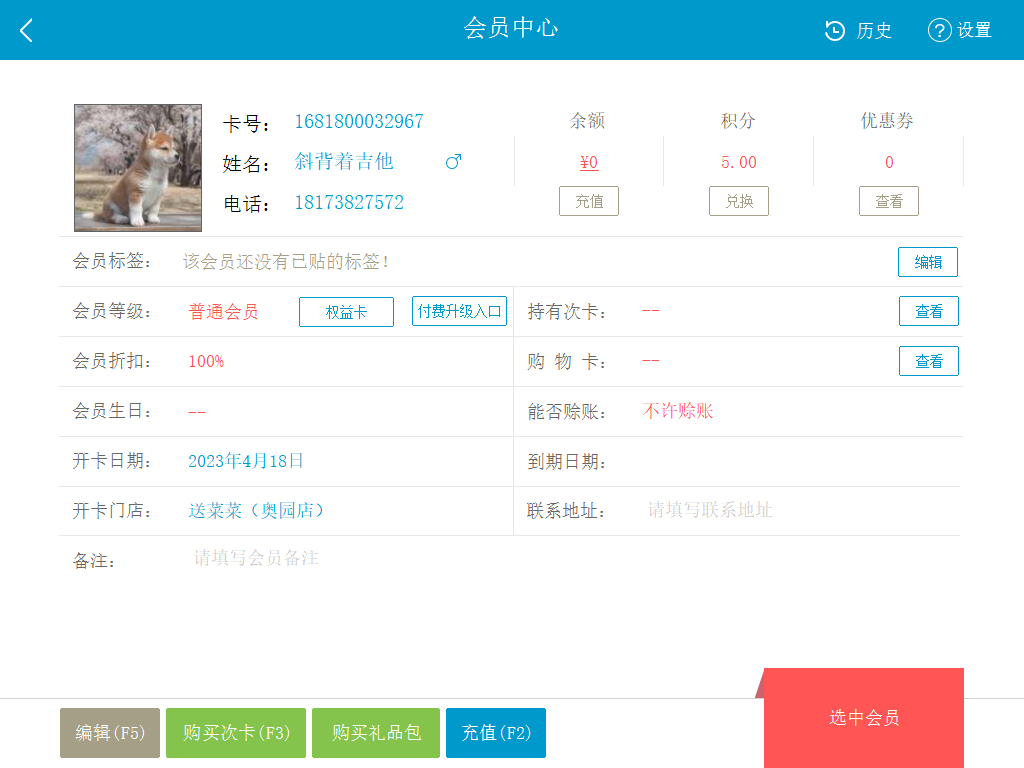 会员中心
历史
设置
卡号： 1681800032967
姓名： 斜背着吉他
电话： 18173827572
余额 积分 优惠券
¥0 5.00 0
充值 兑换 查看
会员标签： 该会员还没有已贴的标签！ 编辑
会员等级： 普通会员 权益卡 付费升级入口 持有次卡： -- 查看
会员折扣： 100% 购 物 卡： -- 查看
会员生日： -- 能否赊账： 不许赊账
开卡日期： 2023年4月18日 到期日期：
开卡门店： 送菜菜（奥园店） 联系地址： 请填写联系地址
备注： 请填写会员备注
编辑(F5) 购买次卡(F3) 购买礼品包 充值(F2) 选中会员